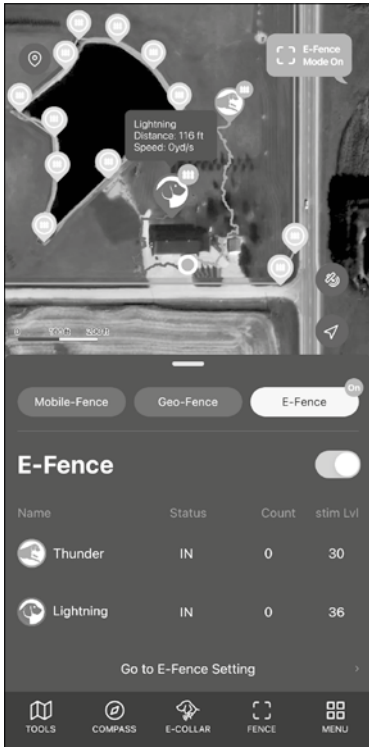 E-Fence
Mode On
Lightning
Distance: 116 ft
Speed: 0yd/s
0
Mobile-Fence
Geo-Fence
E-Fence
On
E-Fence
Name Status Count stim Lvl
Thunder IN 0 30
Lightning IN 0 36
Go to E-Fence Setting
TOOLS COMPASS E-COLLAR FENCE MENU